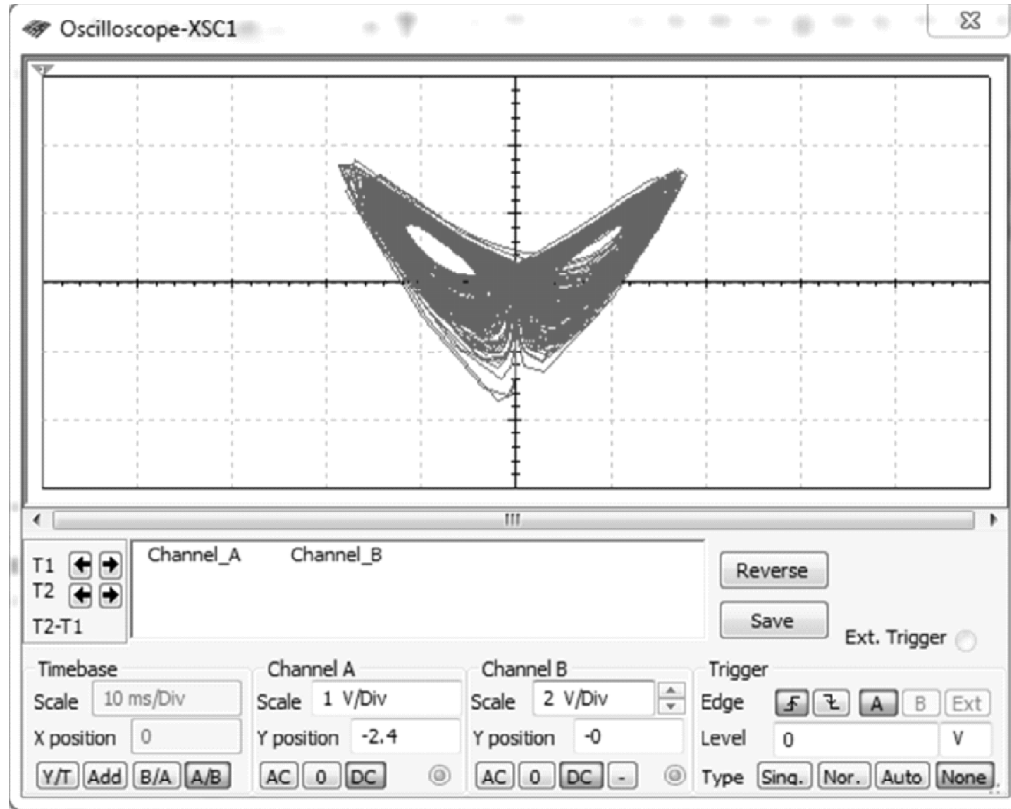 Oscilloscope-XSC1
T1
T2
T2-T1
Channel_A Channel_B
Reverse
Save
Ext. Trigger
Timebase
Scale 10 ms/Div
X position 0
Y/T Add B/A A/B
Channel A
Scale 1 V/Div
Y position -2.4
AC 0 DC
Channel B
Scale 2 V/Div
Y position -0
AC 0 DC -
Trigger
Edge A B Ext
Level 0 V
Type Sing. Nor. Auto None